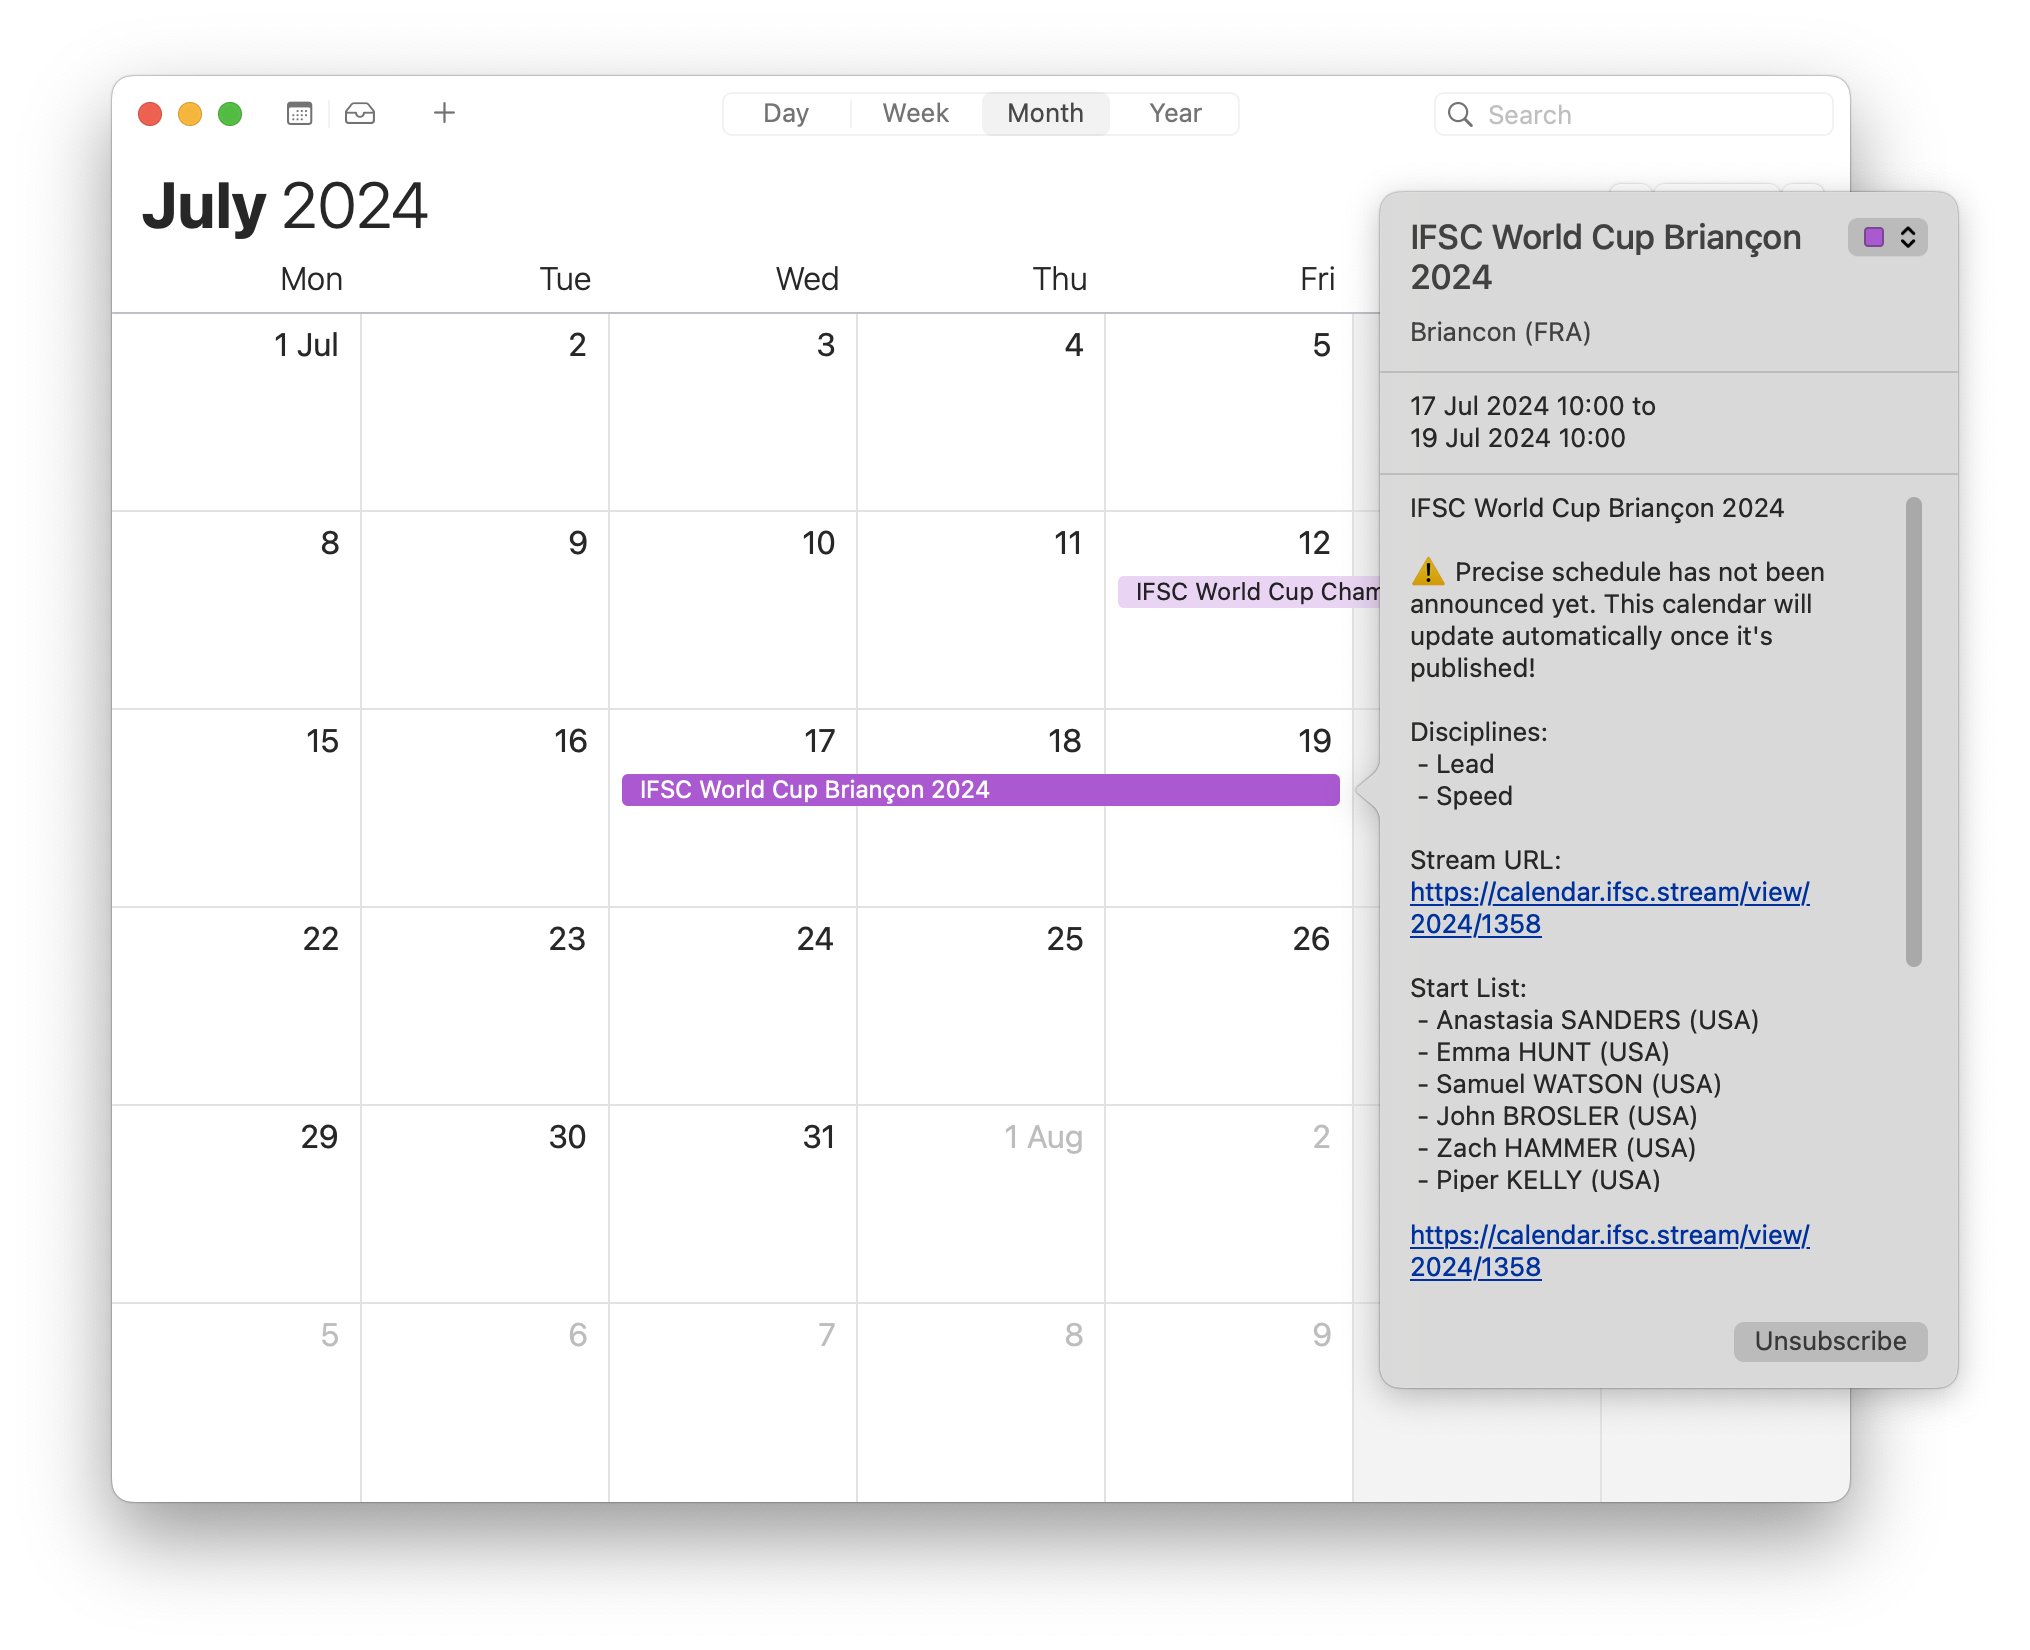 Day Week Month Year
Search
July 2024
Mon Tue Wed Thu Fri
1 Jul 2 3 4 5
8 9 10 11 12
IFSC World Cup Cham
15 16 17 18 19
IFSC World Cup Briançon 2024
22 23 24 25 26
29 30 31 1 Aug 2
5 6 7 8 9
IFSC World Cup Briançon
2024
Briancon (FRA)
17 Jul 2024 10:00 to
19 Jul 2024 10:00
IFSC World Cup Briançon 2024
⚠️ Precise schedule has not been
announced yet. This calendar will
update automatically once it's
published!
Disciplines:
- Lead
- Speed
Stream URL:
https://calendar.ifsc.stream/view/
2024/1358
Start List:
- Anastasia SANDERS (USA)
- Emma HUNT (USA)
- Samuel WATSON (USA)
- John BROSLER (USA)
- Zach HAMMER (USA)
- Piper KELLY (USA)
https://calendar.ifsc.stream/view/
2024/1358
Unsubscribe